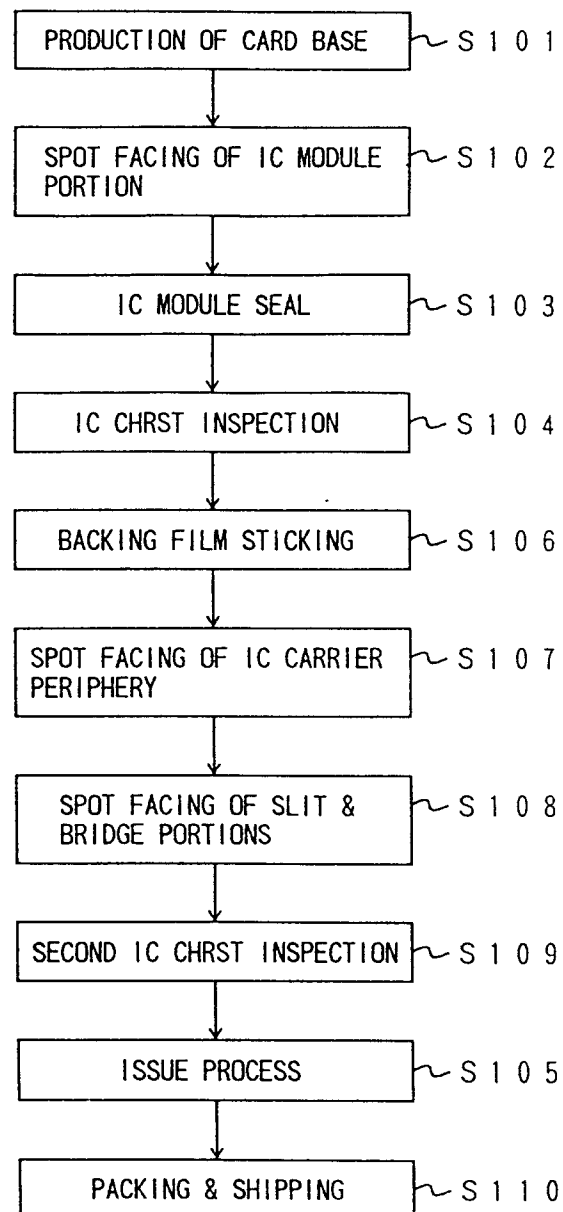 PRODUCTION OF CARD BASE S101
SPOT FACING OF IC MODULE
PORTION S102
IC MODULE SEAL S103
IC CHRST INSPECTION S104
BACKING FILM STICKING S106
SPOT FACING OF IC CARRIER
PERIPHERY S107
SPOT FACING OF SLIT &
BRIDGE PORTIONS S108
SECOND IC CHRST INSPECTION S109
ISSUE PROCESS S105
PACKING & SHIPPING S110